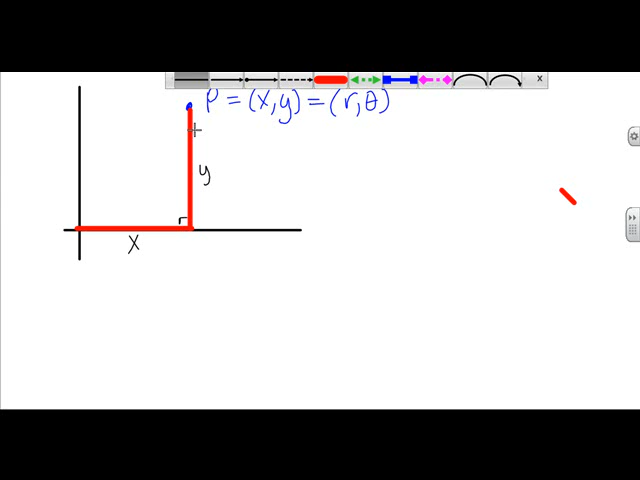 P = (x,y) = (r,θ)
y
x